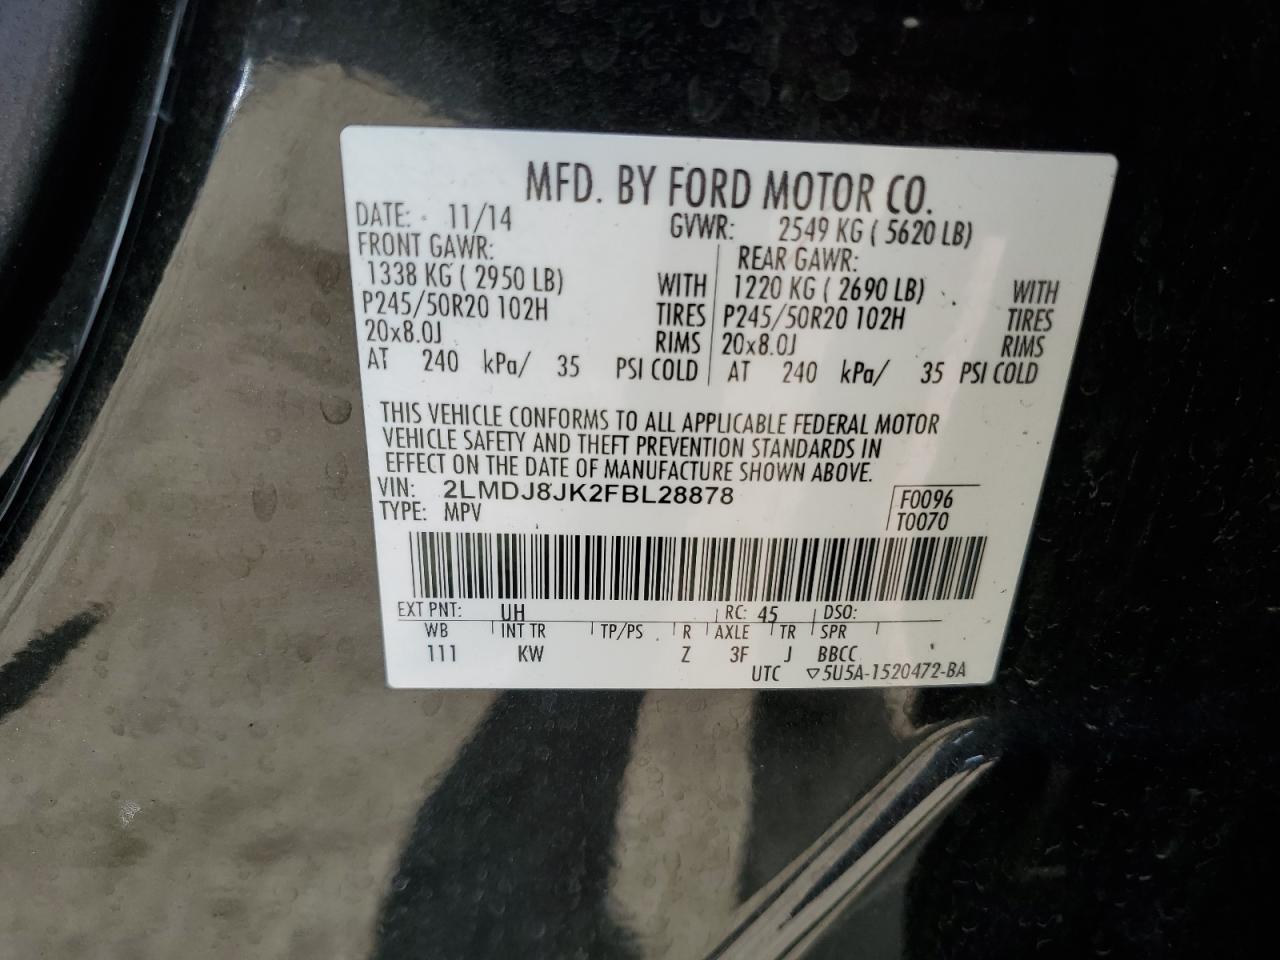 MFD. BY FORD MOTOR CO.
DATE: 11/14 GVWR: 2549 KG ( 5620 LB)
FRONT GAWR: REAR GAWR:
1338 KG ( 2950 LB) WITH 1220 KG ( 2690 LB) WITH
P245/50R20 102H TIRES P245/50R20 102H TIRES
20x8.0J RIMS 20x8.0J RIMS
AT 240 kPa/ 35 PSI COLD AT 240 kPa/ 35 PSI COLD
THIS VEHICLE CONFORMS TO ALL APPLICABLE FEDERAL MOTOR
VEHICLE SAFETY AND THEFT PREVENTION STANDARDS IN
EFFECT ON THE DATE OF MANUFACTURE SHOWN ABOVE.
VIN: 2LMDJ8JK2FBL28878 F0096
TYPE: MPV T0070
EXT PNT: UH RC: 45 DSO:
WB INT TR TP/PS R AXLE TR SPR
111 KW Z 3F J BBCC
UTC ▽5U5A-1520472-BA